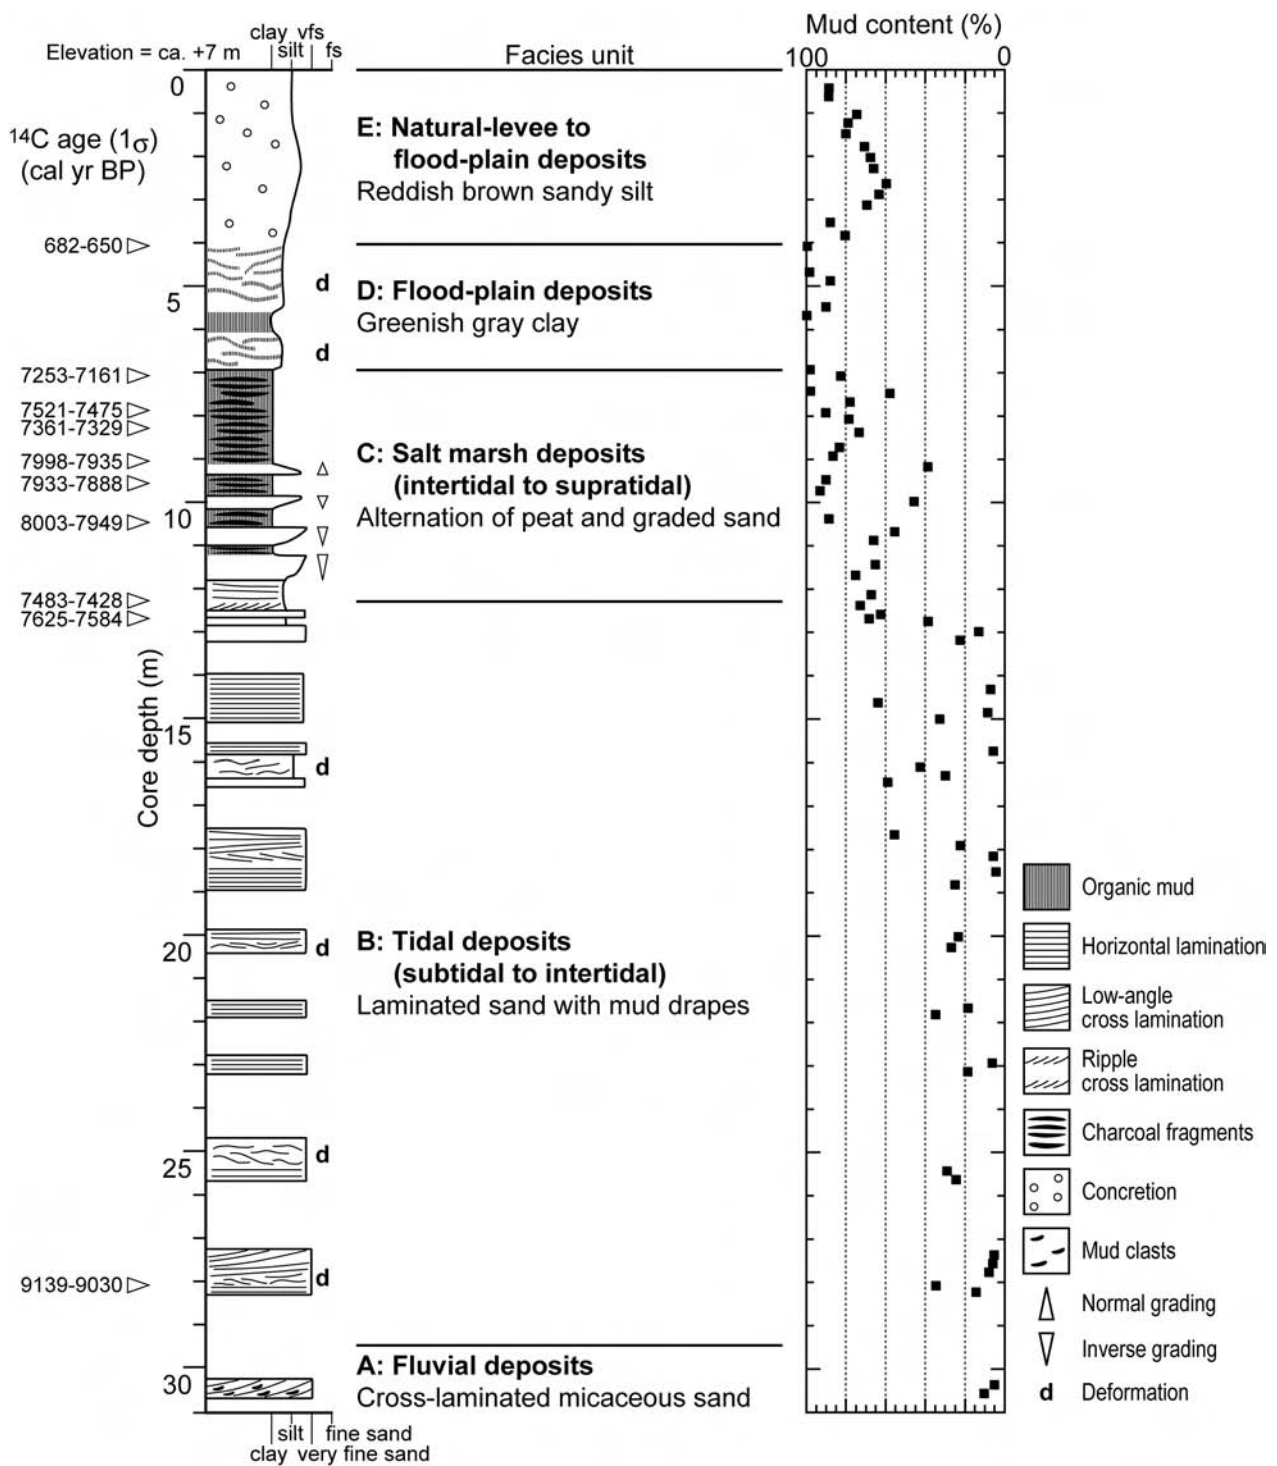 Elevation = ca. +7 m
clay vfs
silt fs
Facies unit
Mud content (%)
100 0
0
14C age (1σ)
(cal yr BP)
E: Natural-levee to
flood-plain deposits
Reddish brown sandy silt
682-650
d
5
D: Flood-plain deposits
Greenish gray clay
d
7253-7161
7521-7475
7361-7329
7998-7935
7933-7888
8003-7949
C: Salt marsh deposits
(intertidal to supratidal)
Alternation of peat and graded sand
10
7483-7428
7625-7584
Core depth (m)
15
d
20
d
B: Tidal deposits
(subtidal to intertidal)
Laminated sand with mud drapes
25
d
9139-9030
d
A: Fluvial deposits
Cross-laminated micaceous sand
30
silt fine sand
clay very fine sand
Organic mud
Horizontal lamination
Low-angle
cross lamination
Ripple
cross lamination
Charcoal fragments
Concretion
Mud clasts
Normal grading
Inverse grading
d Deformation